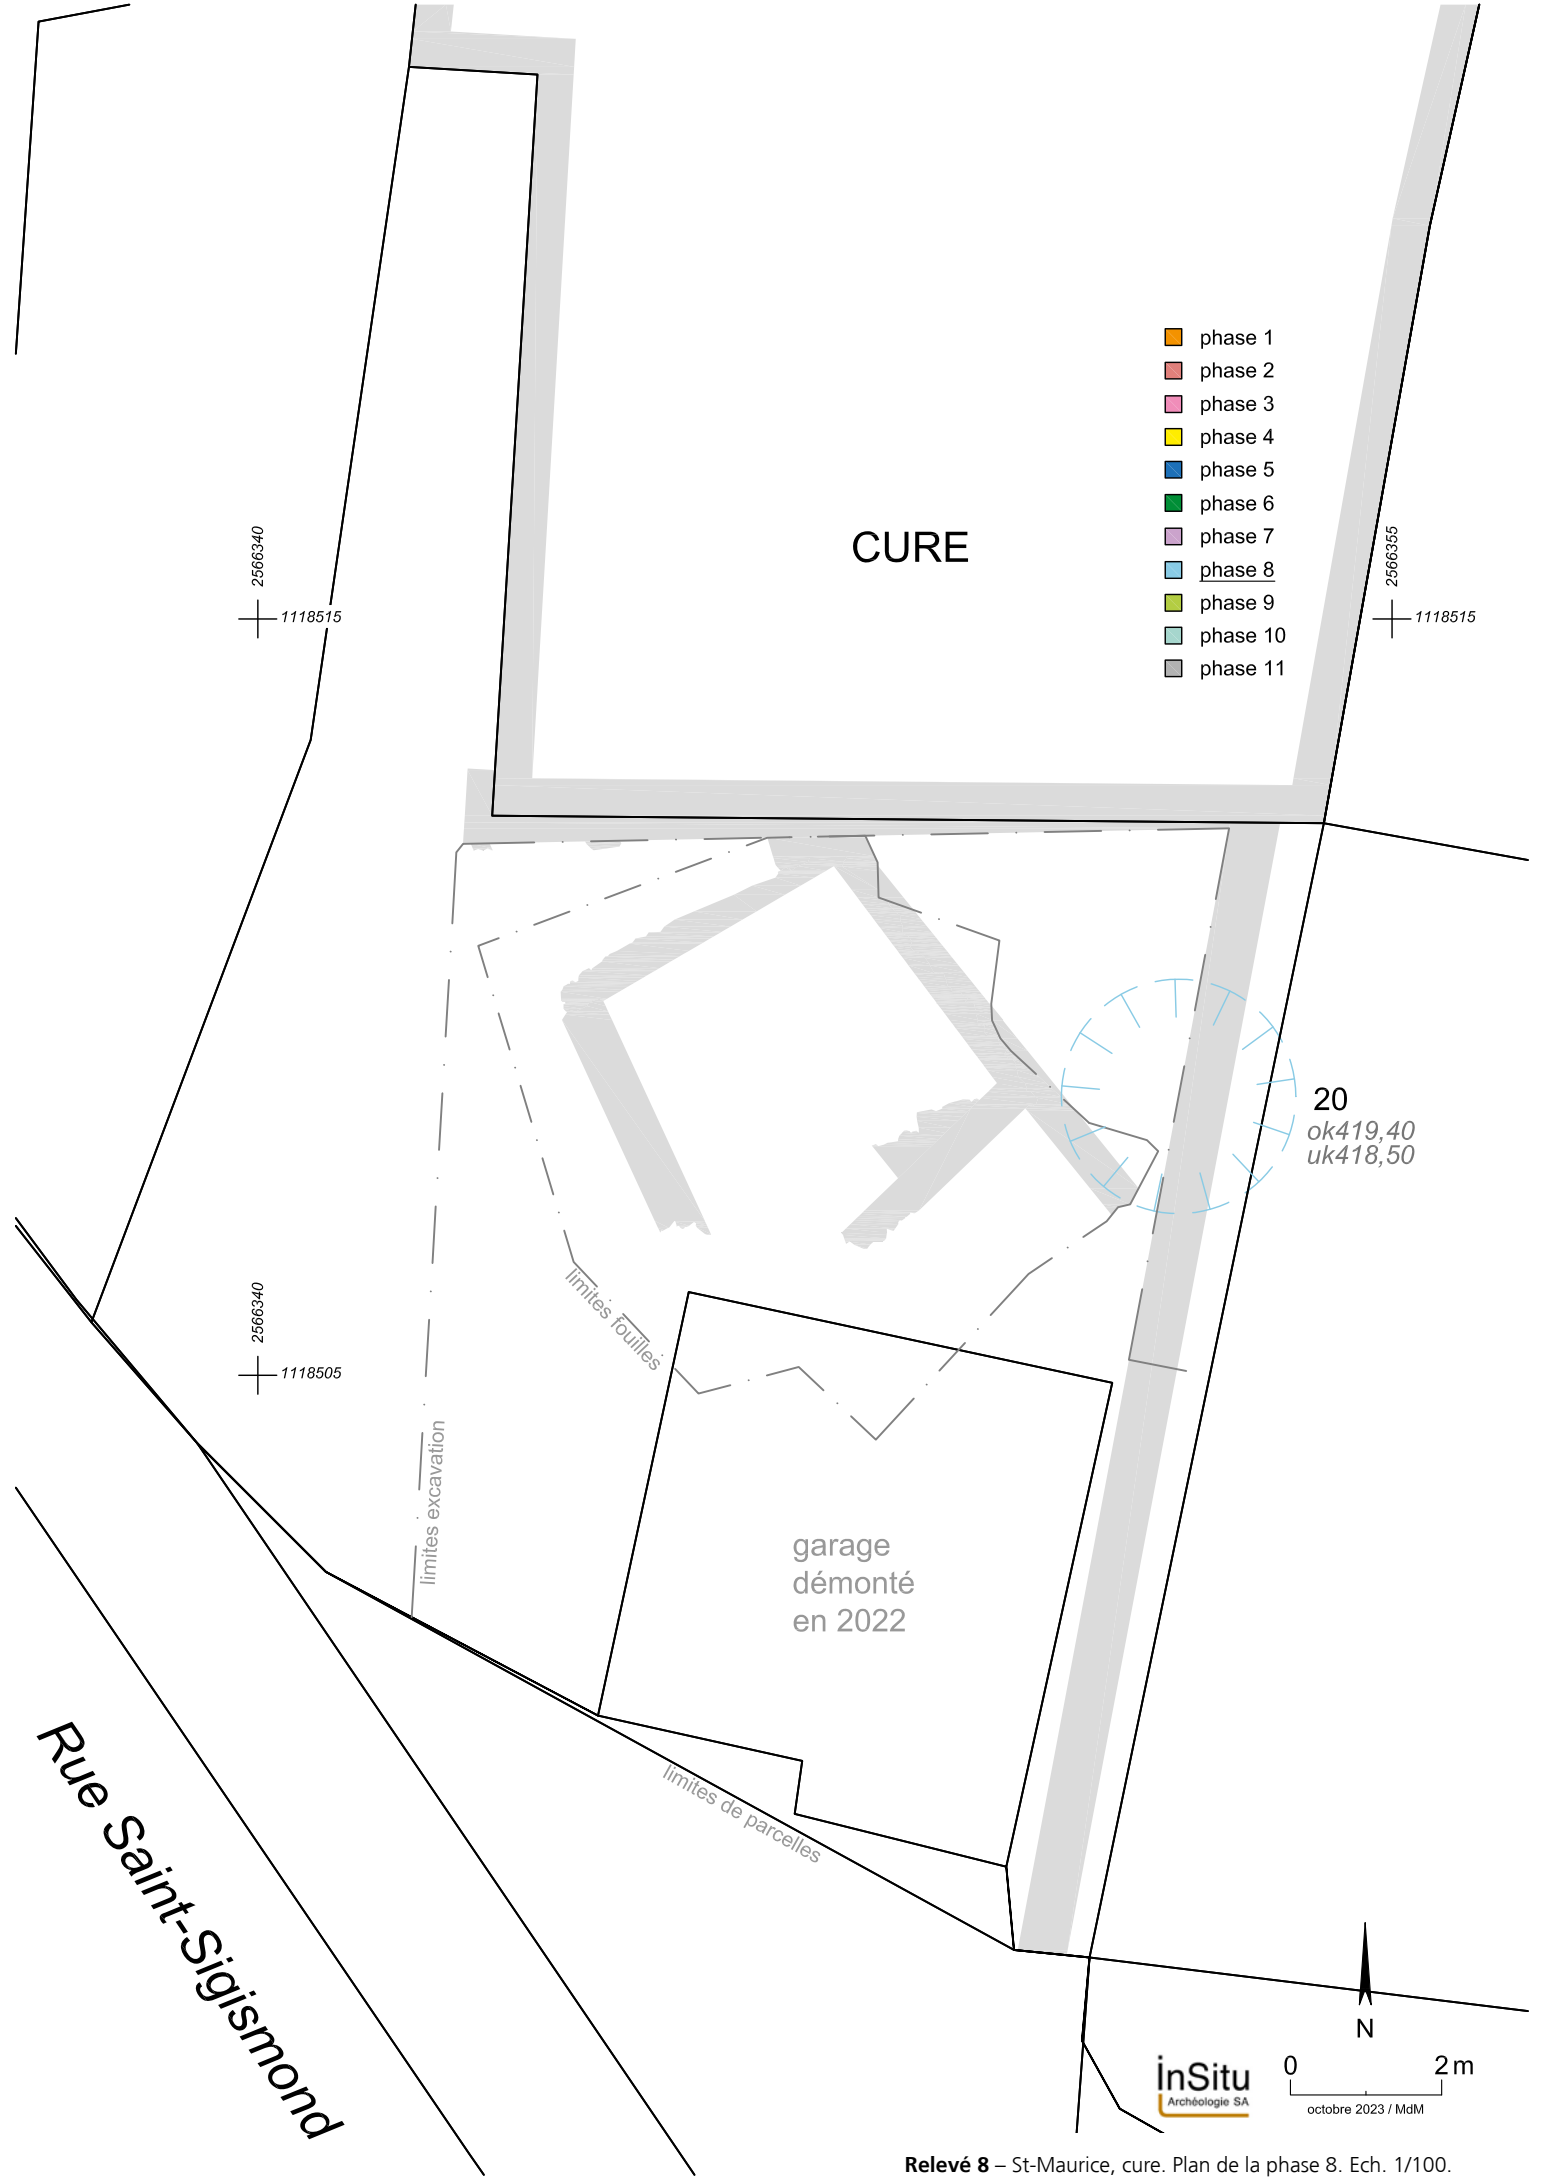 phase 1
phase 2
phase 3
phase 4
phase 5
phase 6
phase 7
phase 8
phase 9
phase 10
phase 11
CURE
2566340
1118515
2566355
1118515
20
ok419,40
uk418,50
limites fouilles
2566340
1118505
limites excavation
garage
démonté
en 2022
limites de parcelles
Rue Saint-Sigismond
N
inSitu
Archéologie SA
0 2 m
octobre 2023 / MdM
Relevé 8 – St-Maurice, cure. Plan de la phase 8. Ech. 1/100.